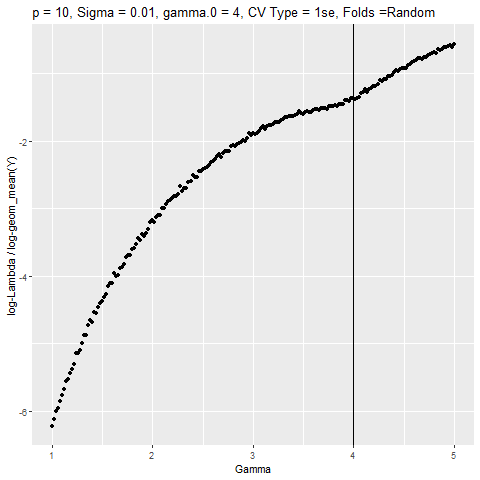 p = 10, Sigma = 0.01, gamma.0 = 4, CV Type = 1se, Folds =Random
log-Lambda / log-geom_mean(Y)
-2
-4
-6
1 2 3 4 5
Gamma